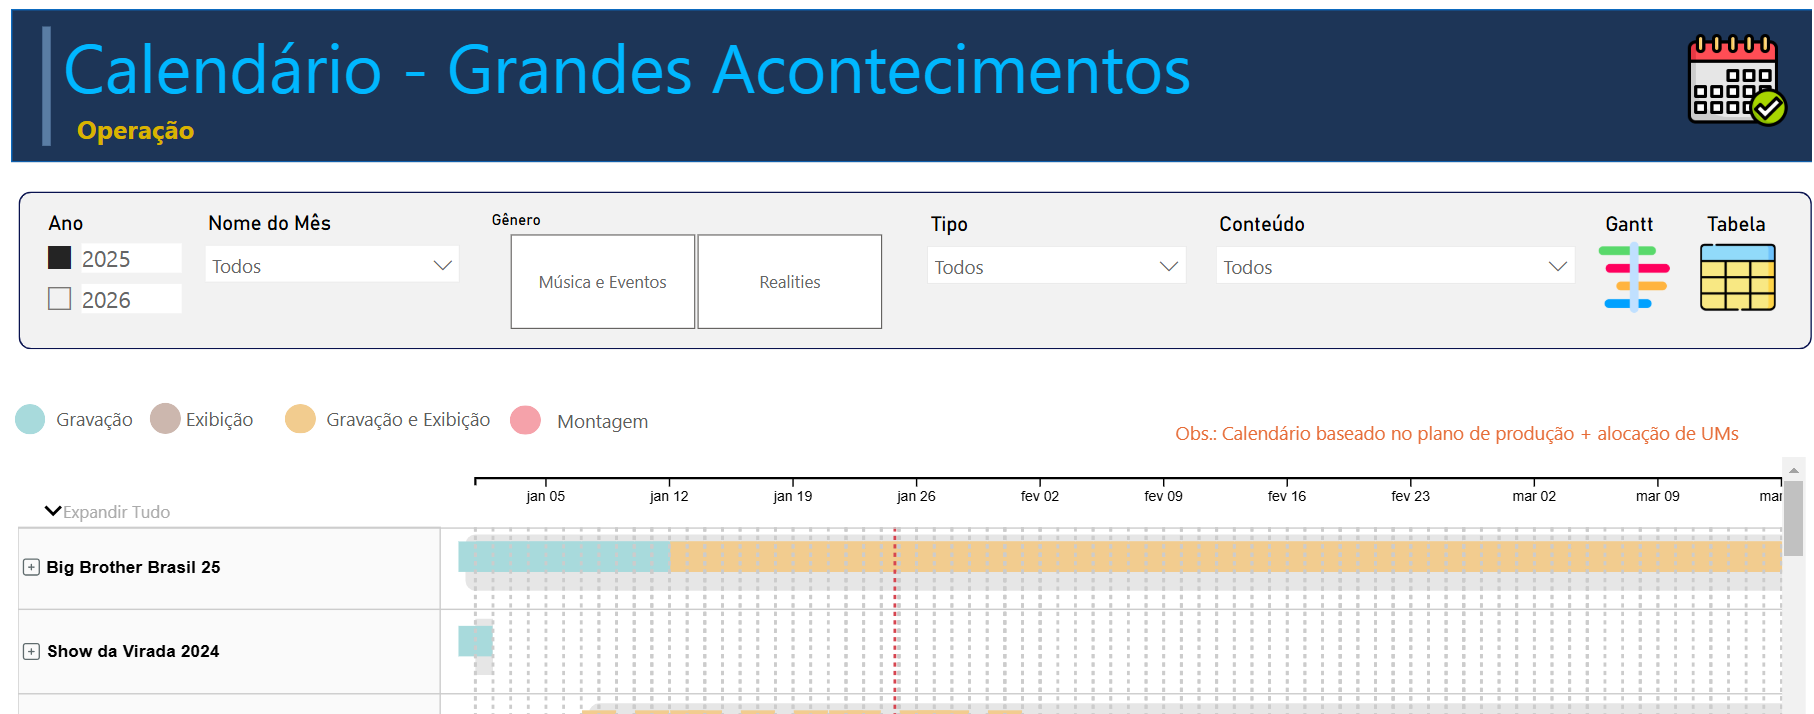 Calendário - Grandes Acontecimentos
Operação
Ano
Nome do Mês
Gênero
Tipo
Conteúdo
Gantt
Tabela
2025
2026
Todos
Música e Eventos
Realities
Todos
Todos
Gravação
Exibição
Gravação e Exibição
Montagem
Obs.: Calendário baseado no plano de produção + alocação de UMs
jan 05
jan 12
jan 19
jan 26
fev 02
fev 09
fev 16
fev 23
mar 02
mar 09
mar
Expandir Tudo
Big Brother Brasil 25
Show da Virada 2024